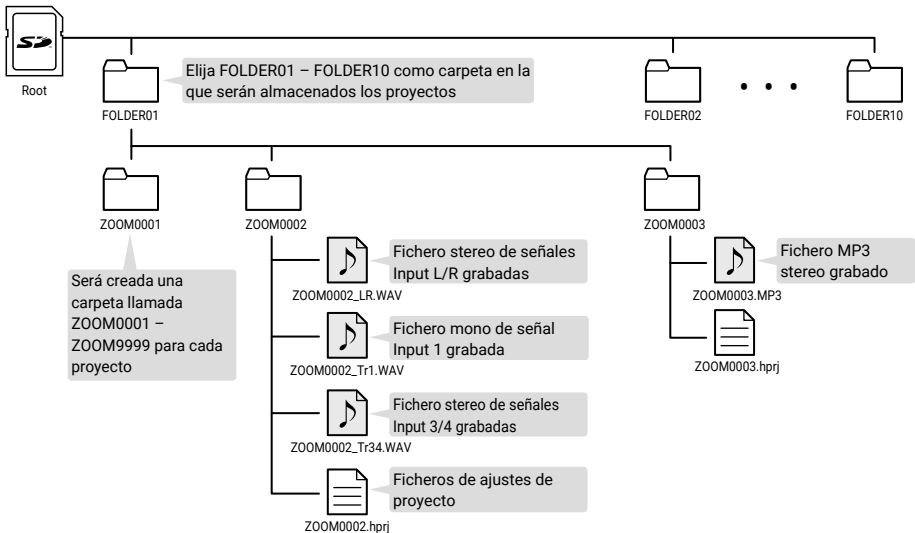 SD
Root
Elija FOLDER01 – FOLDER10 como carpeta en la
que serán almacenados los proyectos
FOLDER01
FOLDER02
FOLDER10
ZOOM0001
ZOOM0002
ZOOM0003
Será creada una
carpeta llamada
ZOOM0001 –
ZOOM9999 para cada
proyecto
Fichero stereo de señales
Input L/R grabadas
ZOOM0002_LR.WAV
Fichero mono de señal
Input 1 grabada
ZOOM0002_Tr1.WAV
Fichero stereo de señales
Input 3/4 grabadas
ZOOM0002_Tr34.WAV
Ficheros de ajustes de
proyecto
ZOOM0002.hprj
Fichero MP3
stereo grabado
ZOOM0003.MP3
ZOOM0003.hprj